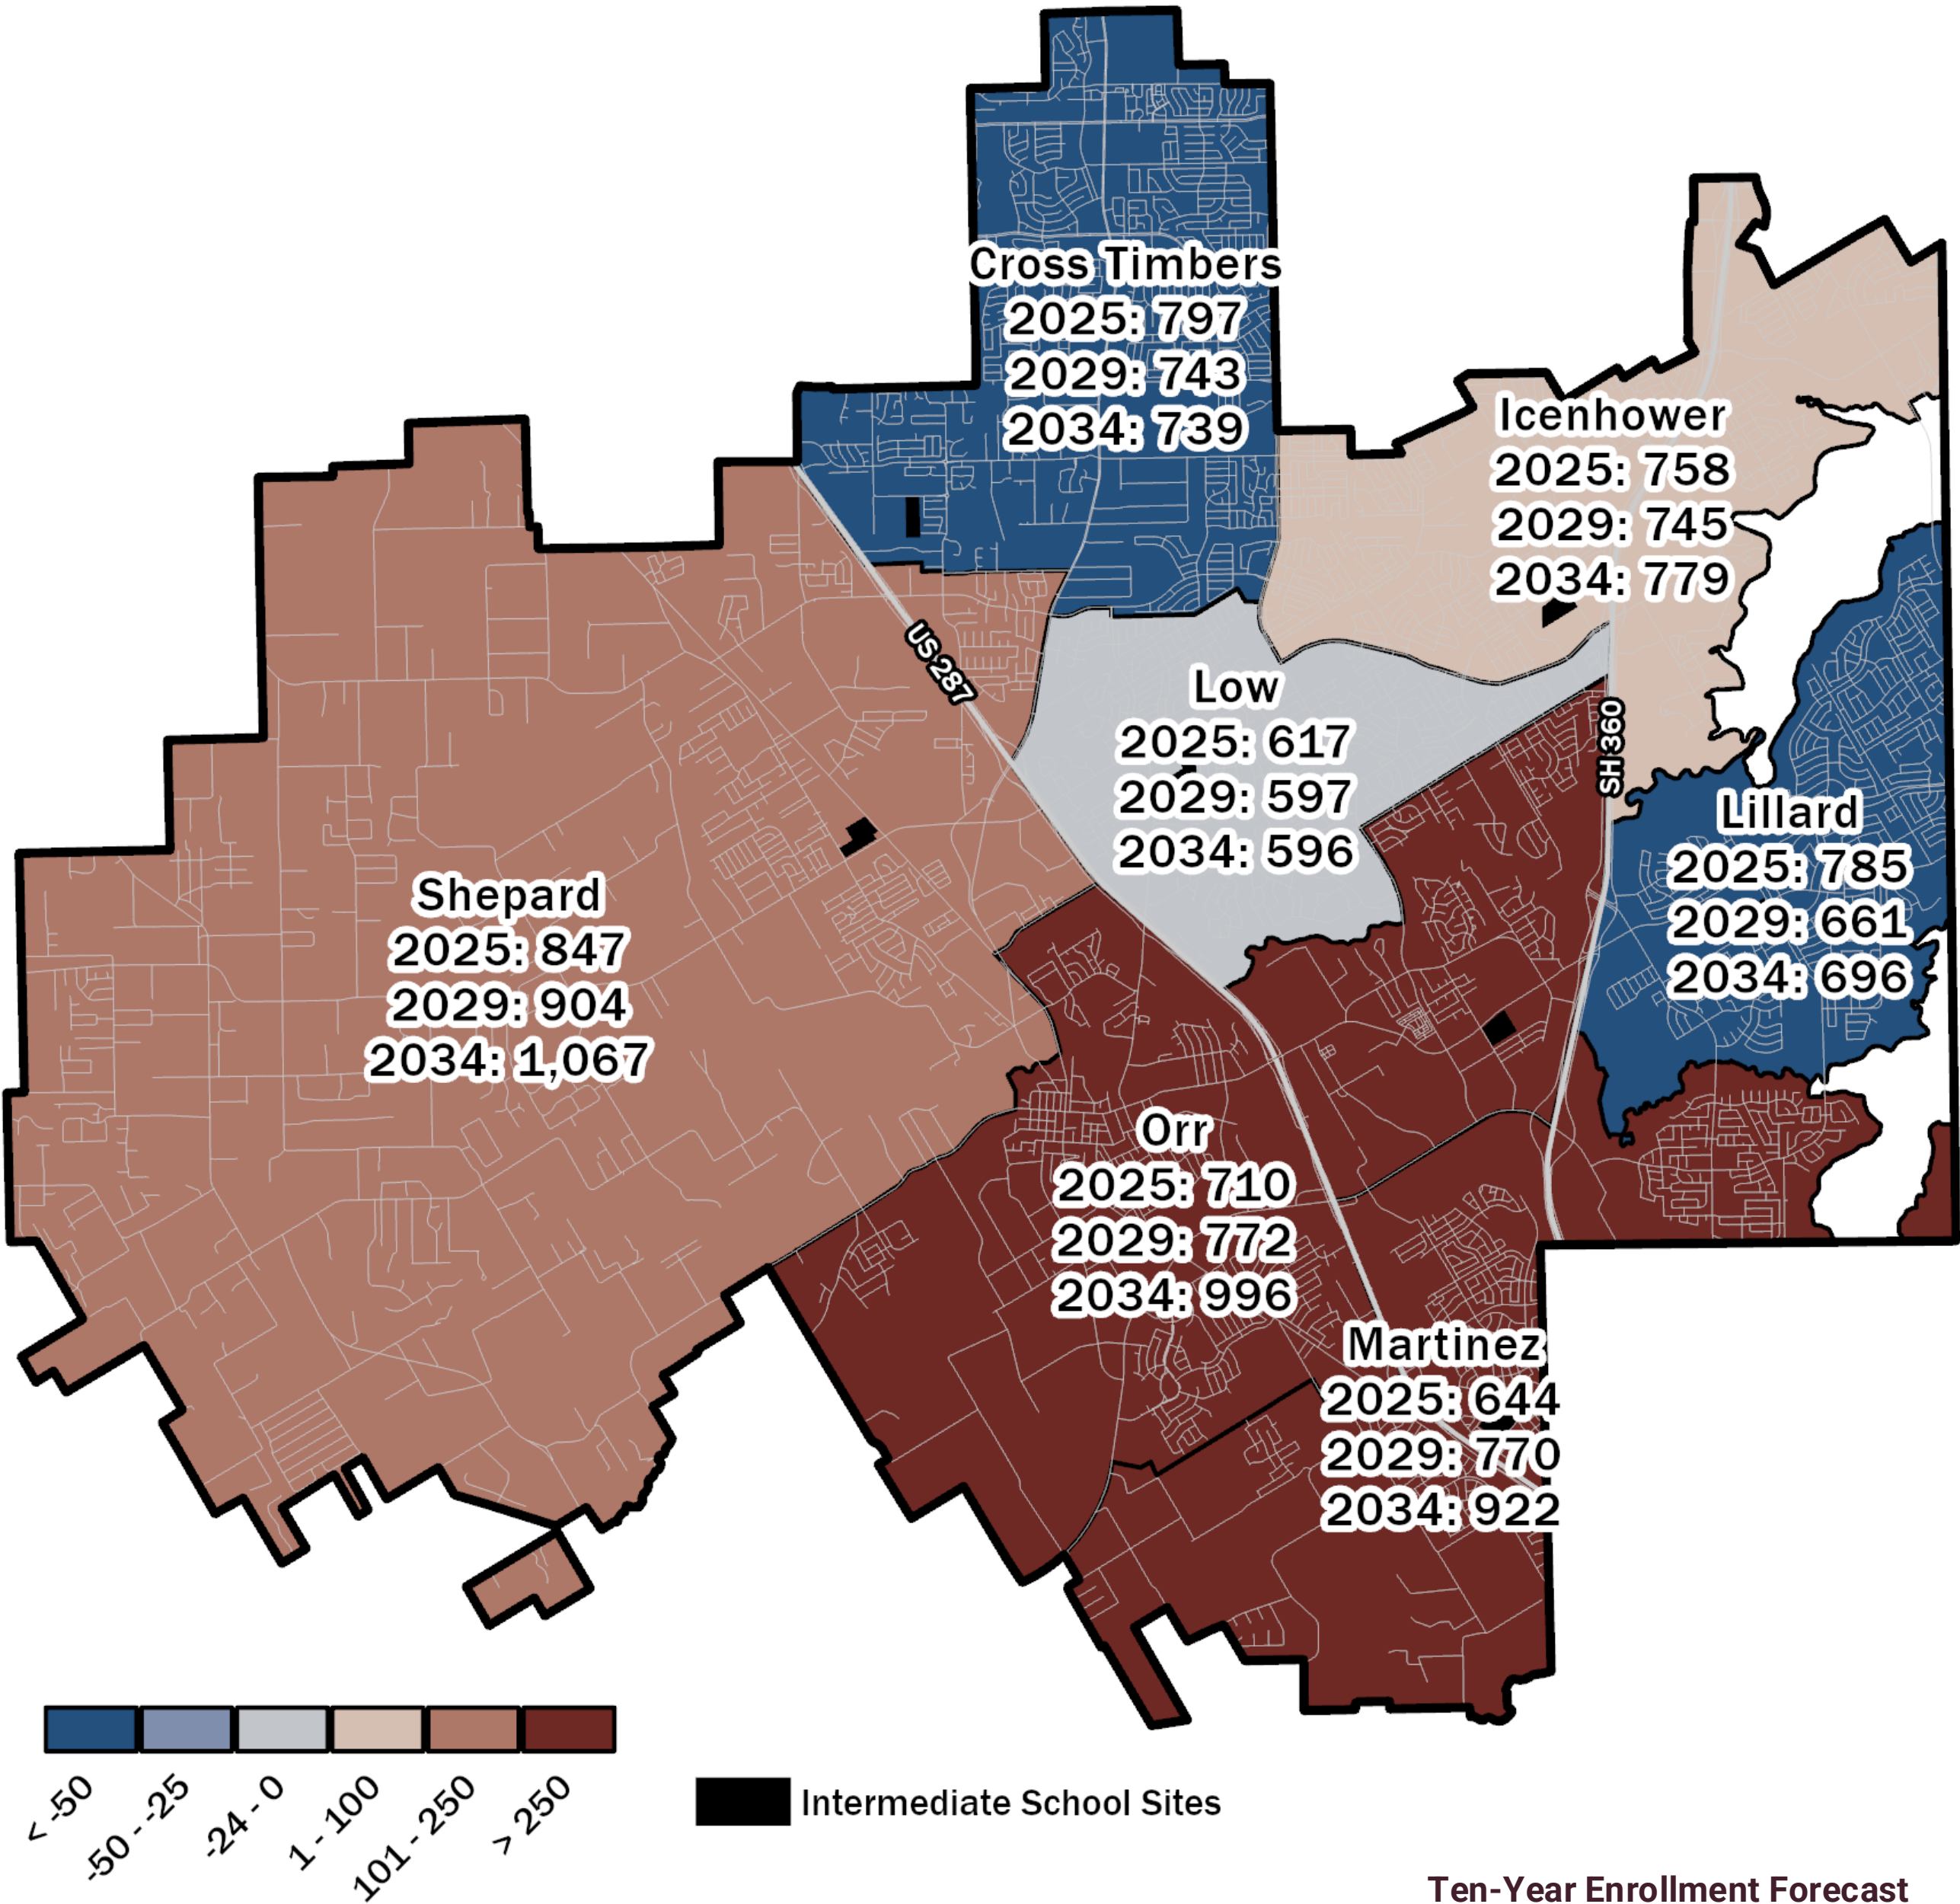 Cross Timbers
2025: 797
2029: 743
2034: 739
Icenhower
2025: 758
2029: 745
2034: 779
US 287
Low
2025: 617
2029: 597
2034: 596
SH 360
Lillard
2025: 785
2029: 661
2034: 696
Shepard
2025: 847
2029: 904
2034: 1,067
Orr
2025: 710
2029: 772
2034: 996
Martinez
2025: 644
2029: 770
2034: 922
< -50
-50 - -25
-24 - 0
1 - 100
101 - 250
> 250
Intermediate School Sites
Ten-Year Enrollment Forecast